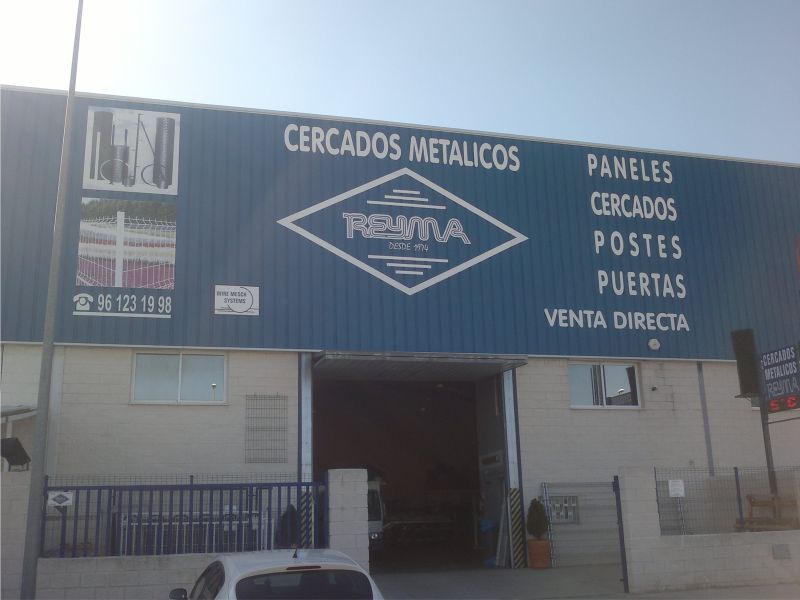 CERCADOS METALICOS
REYMA
DESDE 1974
PANELES
CERCADOS
POSTES
PUERTAS
VENTA DIRECTA
96 123 19 98
WIRE MESCH
SYSTEMS
CERCADOS
METALICOS
REYMA